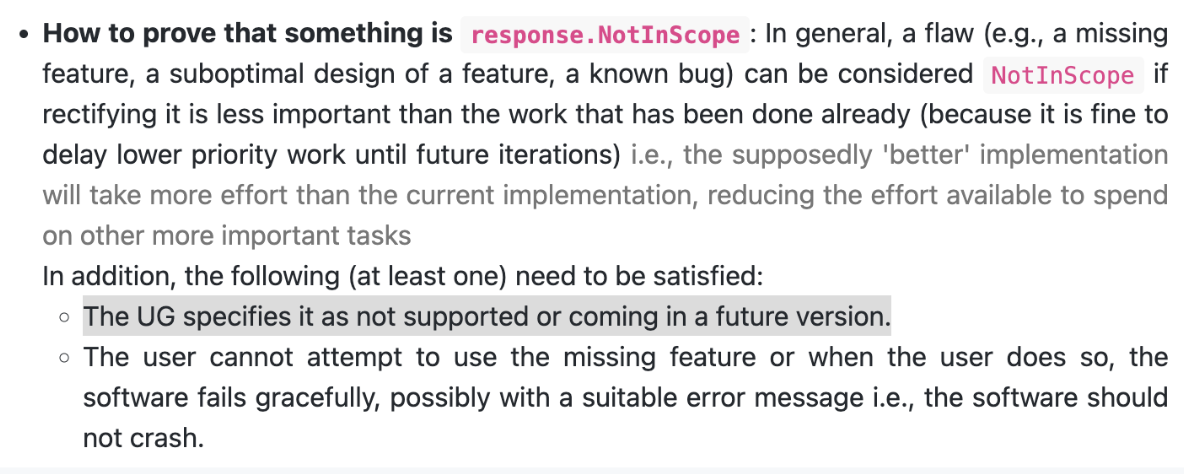 • How to prove that something is response.NotInScope : In general, a flaw (e.g., a missing
feature, a suboptimal design of a feature, a known bug) can be considered NotInScope if
rectifying it is less important than the work that has been done already (because it is fine to
delay lower priority work until future iterations) i.e., the supposedly 'better' implementation
will take more effort than the current implementation, reducing the effort available to spend
on other more important tasks
In addition, the following (at least one) need to be satisfied:
◦ The UG specifies it as not supported or coming in a future version.
◦ The user cannot attempt to use the missing feature or when the user does so, the
software fails gracefully, possibly with a suitable error message i.e., the software should
not crash.